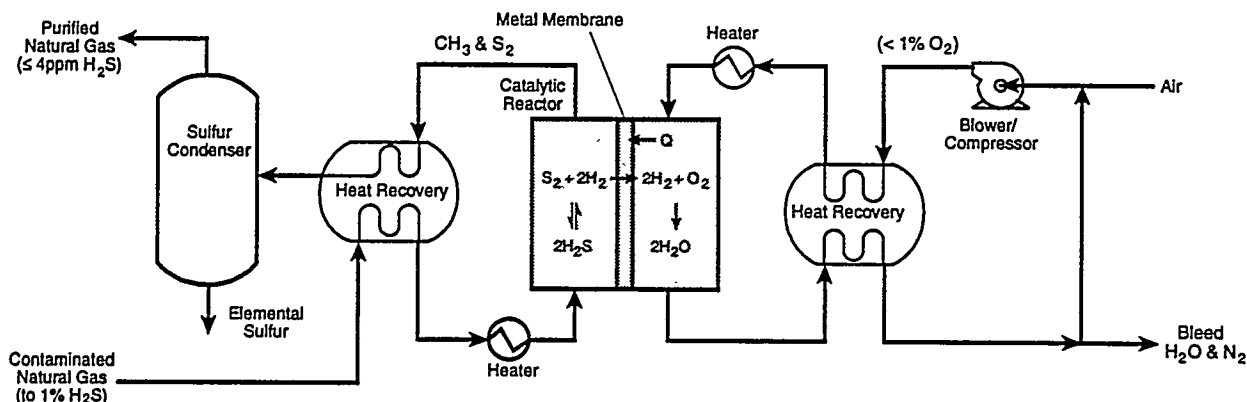 Purified
Natural Gas
(≤ 4ppm H₂S)
Sulfur
Condenser
Elemental
Sulfur
Contaminated
Natural Gas
(to 1% H₂S)
Heat Recovery
CH₃ & S₂
Heater
Metal Membrane
Catalytic
Reactor
Q
S₂ + 2H₂
2H₂ + O₂
2H₂S
2H₂O
Heater
Heat Recovery
(< 1% O₂)
Blower/
Compressor
Air
Bleed
H₂O & N₂